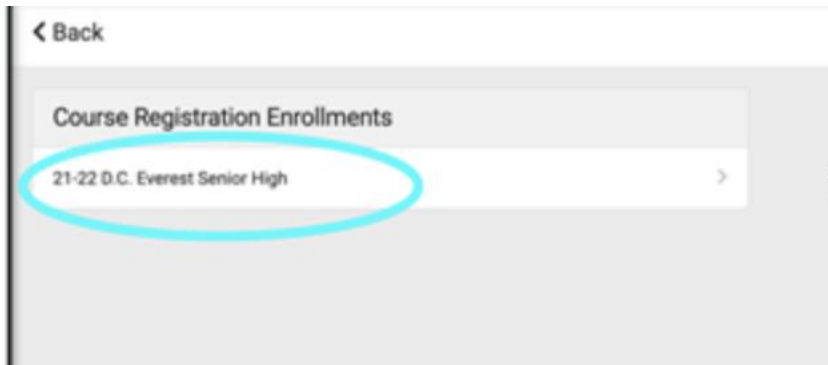 Back
Course Registration Enrollments
21-22 D.C. Everest Senior High